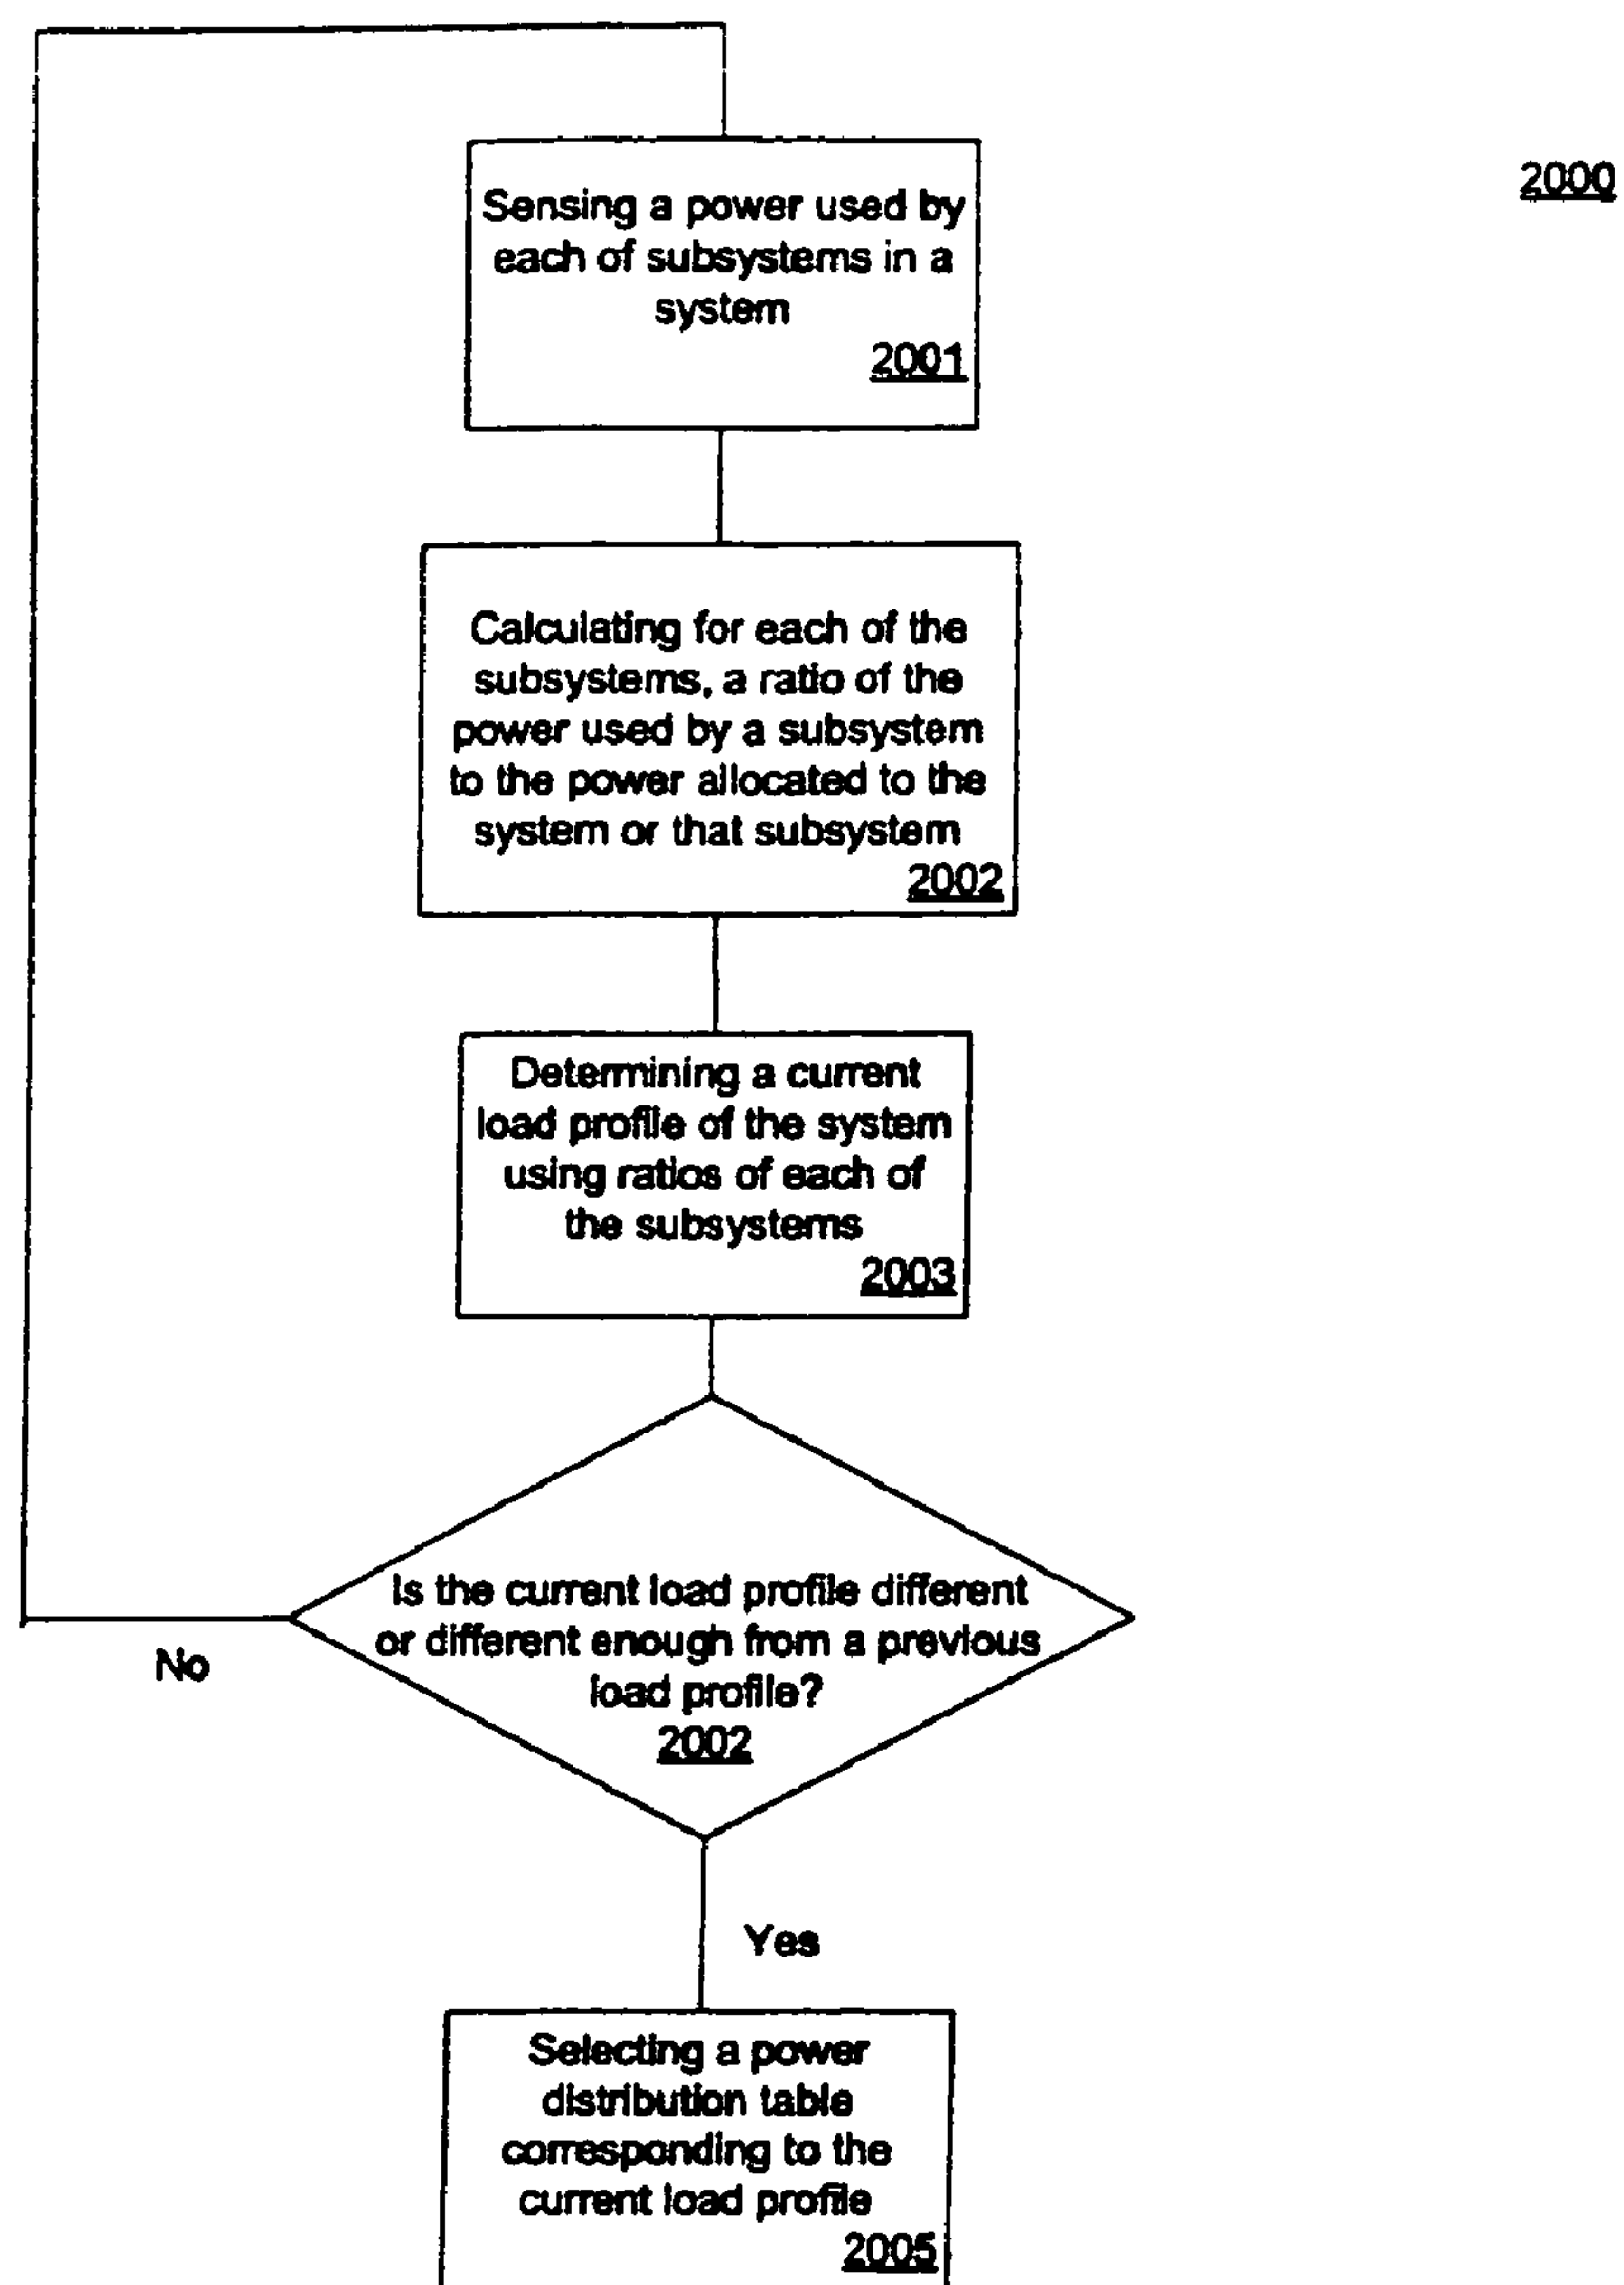 2000
Sensing a power used by
each of subsystems in a
system
2001
Calculating for each of the
subsystems, a ratio of the
power used by a subsystem
to the power allocated to the
system or that subsystem
2002
Determining a current
load profile of the system
using ratios of each of
the subsystems
2003
Is the current load profile different
or different enough from a previous
load profile?
2002
No
Yes
Selecting a power
distribution table
corresponding to the
current load profile
2005